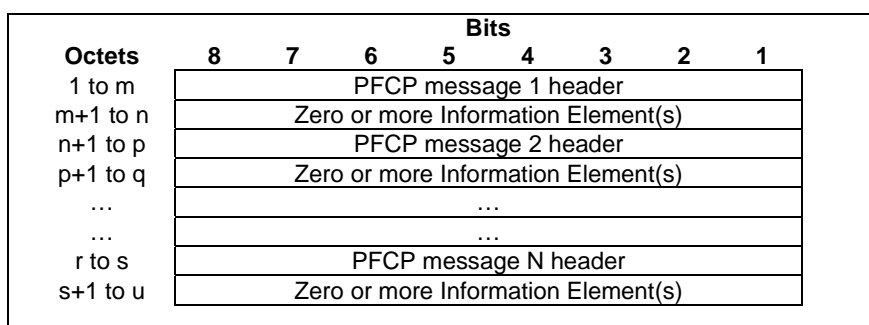 Bits
Octets 8 7 6 5 4 3 2 1
1 to m PFCP message 1 header
m+1 to n Zero or more Information Element(s)
n+1 to p PFCP message 2 header
p+1 to q Zero or more Information Element(s)
… …
… …
r to s PFCP message N header
s+1 to u Zero or more Information Element(s)